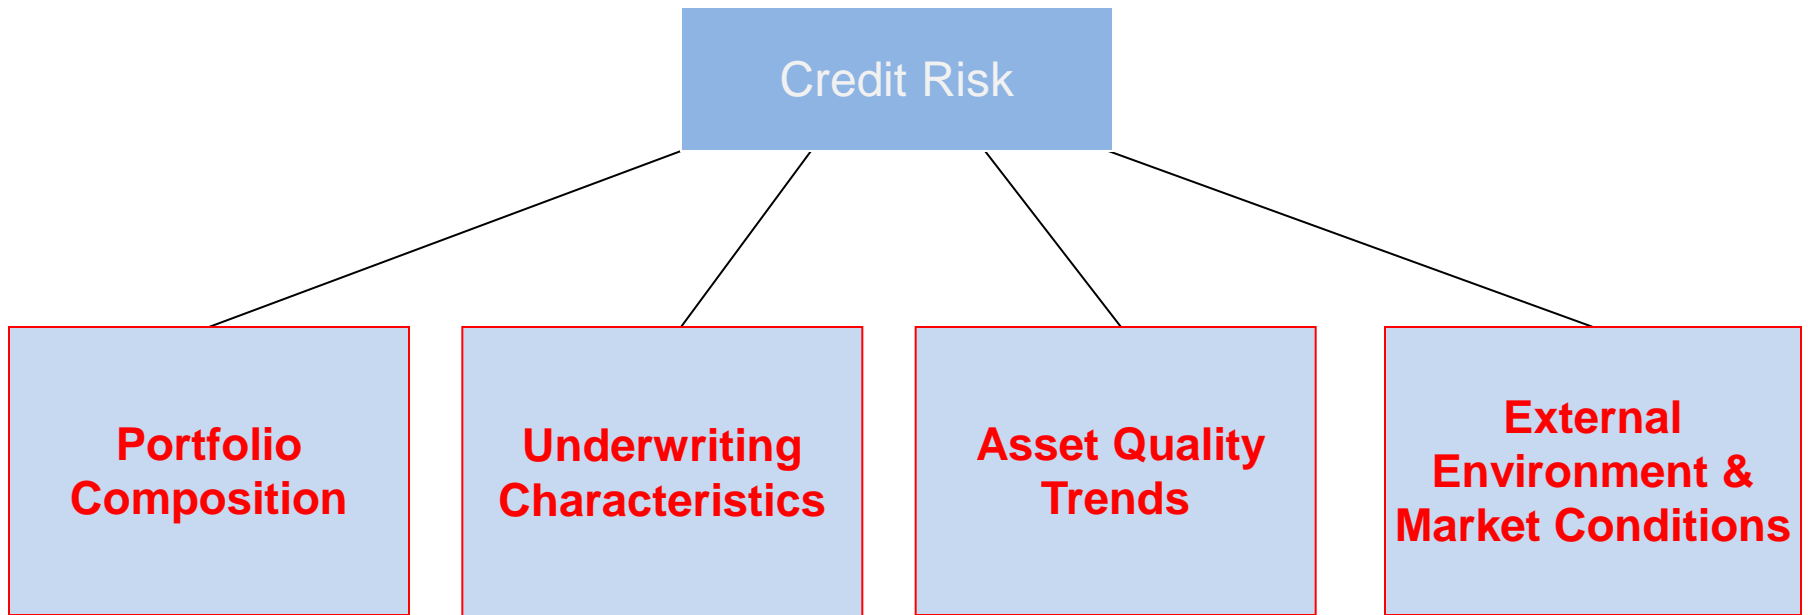 Credit Risk
Portfolio
Composition
Underwriting
Characteristics
Asset Quality
Trends
External
Environment &
Market Conditions